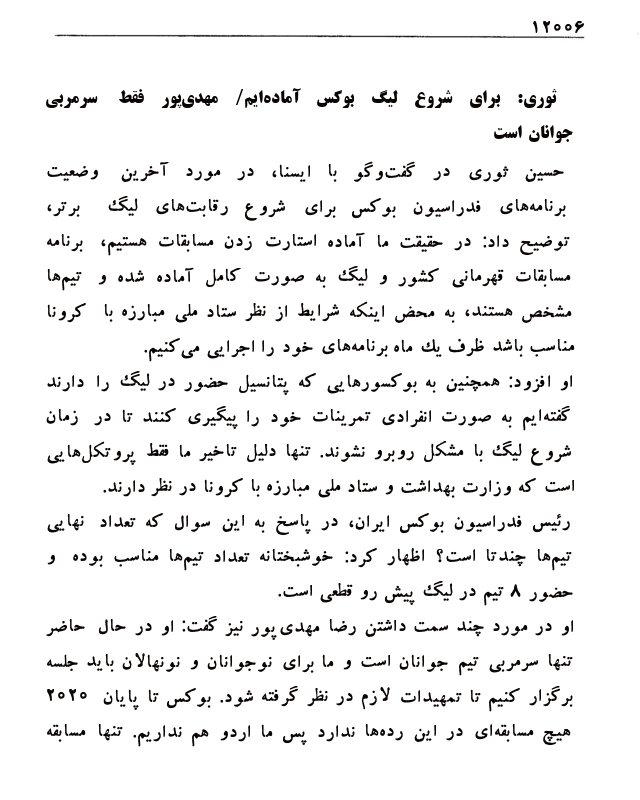 ۱۲۰۰۶
ثوری: برای شروع لیگ بوکس آماده‌ایم/ مهدی‌پور فقط سرمربی
جوانان است
حسین ثوری در گفت‌وگو با ایسنا، در مورد آخرین وضعیت
برنامه‌های فدراسیون بوکس برای شروع رقابت‌های لیگ برتر،
توضیح داد: در حقیقت ما آماده استارت زدن مسابقات هستیم، برنامه
مسابقات قهرمانی کشور و لیگ به صورت کامل آماده شده و تیم‌ها
مشخص هستند، به محض اینکه شرایط از نظر ستاد ملی مبارزه با کرونا
مناسب باشد ظرف یك ماه برنامه‌های خود را اجرایی می‌کنیم.
او افزود: همچنین به بوکسورهایی که پتانسیل حضور در لیگ را دارند
گفته‌ایم به صورت انفرادی تمرینات خود را پیگیری کنند تا در زمان
شروع لیگ با مشکل روبرو نشوند. تنها دلیل تاخیر ما فقط پروتکل‌هایی
است که وزارت بهداشت و ستاد ملی مبارزه با کرونا در نظر دارند.
رئیس فدراسیون بوکس ایران، در پاسخ به این سوال که تعداد نهایی
تیم‌ها چندتا است؟ اظهار کرد: خوشبختانه تعداد تیم‌ها مناسب بوده و
حضور ۸ تیم در لیگ پیش رو قطعی است.
او در مورد چند سمت داشتن رضا مهدی‌پور نیز گفت: او در حال حاضر
تنها سرمربی تیم جوانان است و ما برای نوجوانان و نونهالان باید جلسه
برگزار کنیم تا تمهیدات لازم در نظر گرفته شود. بوکس تا پایان ۲۰۲۰
هیچ مسابقه‌ای در این رده‌ها ندارد پس ما اردو هم نداریم. تنها مسابقه